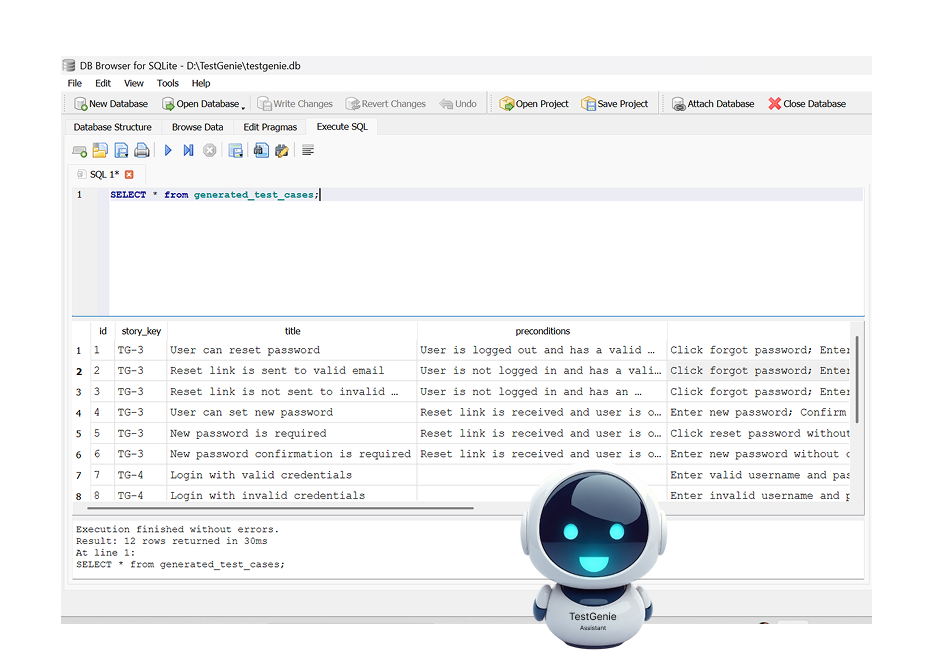 DB Browser for SQLite - D:\TestGenie\testgenie.db
File Edit View Tools Help
New Database Open Database Write Changes Revert Changes Undo Open Project Save Project Attach Database Close Database
Database Structure Browse Data Edit Pragmas Execute SQL
SQL 1*
1 SELECT * from generated_test_cases;
id story_key title preconditions
1 1 TG-3 User can reset password User is logged out and has a valid … Click forgot password; Enter
2 2 TG-3 Reset link is sent to valid email User is not logged in and has a vali… Click forgot password; Enter
3 3 TG-3 Reset link is not sent to invalid … User is not logged in and has an … Click forgot password; Enter
4 4 TG-3 User can set new password Reset link is received and user is o… Enter new password; Confirm
5 5 TG-3 New password is required Reset link is received and user is o… Click reset password without
6 6 TG-3 New password confirmation is required Reset link is received and user is o… Enter new password without c
7 7 TG-4 Login with valid credentials Enter valid username and pas
8 8 TG-4 Login with invalid credentials Enter invalid username and p
Execution finished without errors.
Result: 12 rows returned in 30ms
At line 1:
SELECT * from generated_test_cases;
TestGenie
Assistant